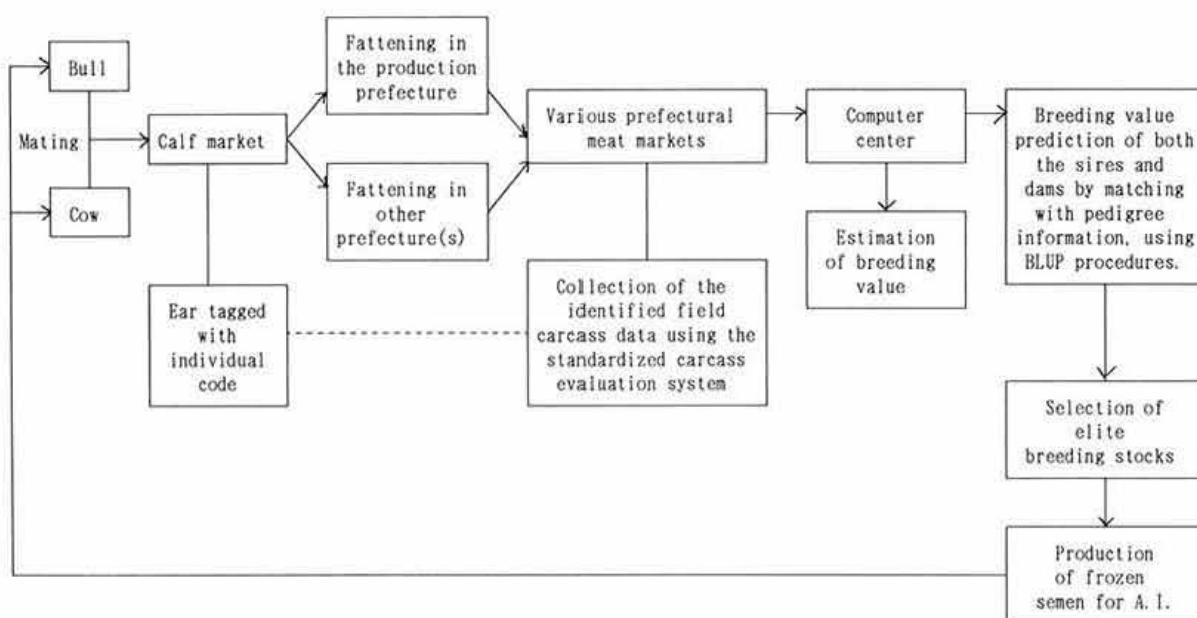 Bull
Mating
Cow
Calf market
Ear tagged
with
individual
code
Fattening in
the production
prefecture
Fattening in
other
prefecture(s)
Various prefectural
meat markets
Collection of the
identified field
carcass data using the
standardized carcass
evaluation system
Computer
center
Estimation
of breeding
value
Breeding value
prediction of both
the sires and
dams by matching
with pedigree
information, using
BLUP procedures.
Selection of
elite
breeding stocks
Production
of frozen
semen for A.I.